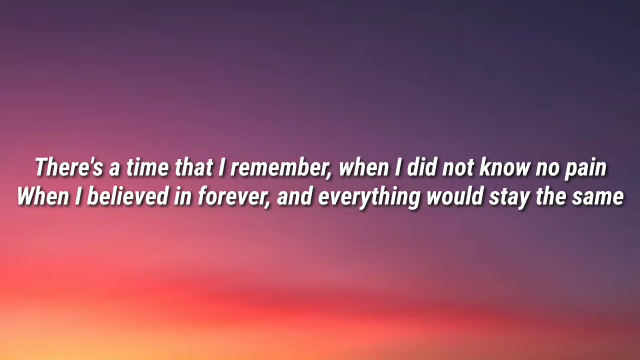 There's a time that I remember, when I did not know no pain
When I believed in forever, and everything would stay the same